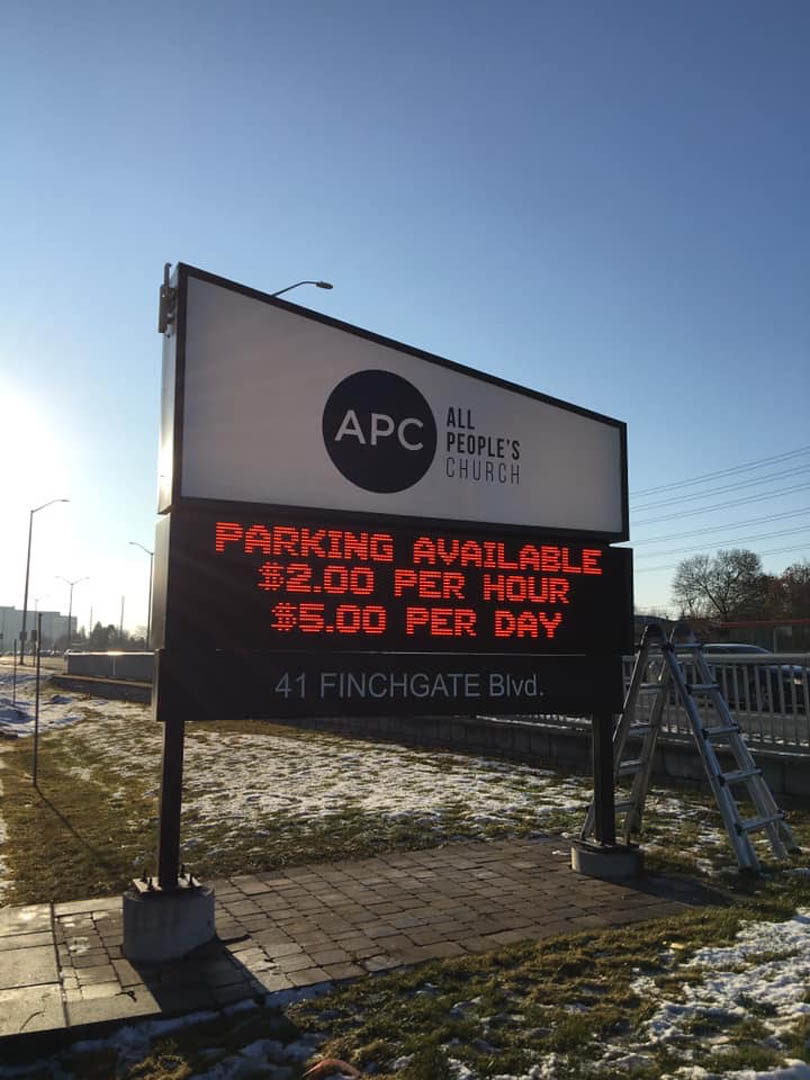 APC
ALL
PEOPLE'S
CHURCH
PARKING AVAILABLE
$2.00 PER HOUR
$5.00 PER DAY
41 FINCHGATE Blvd.